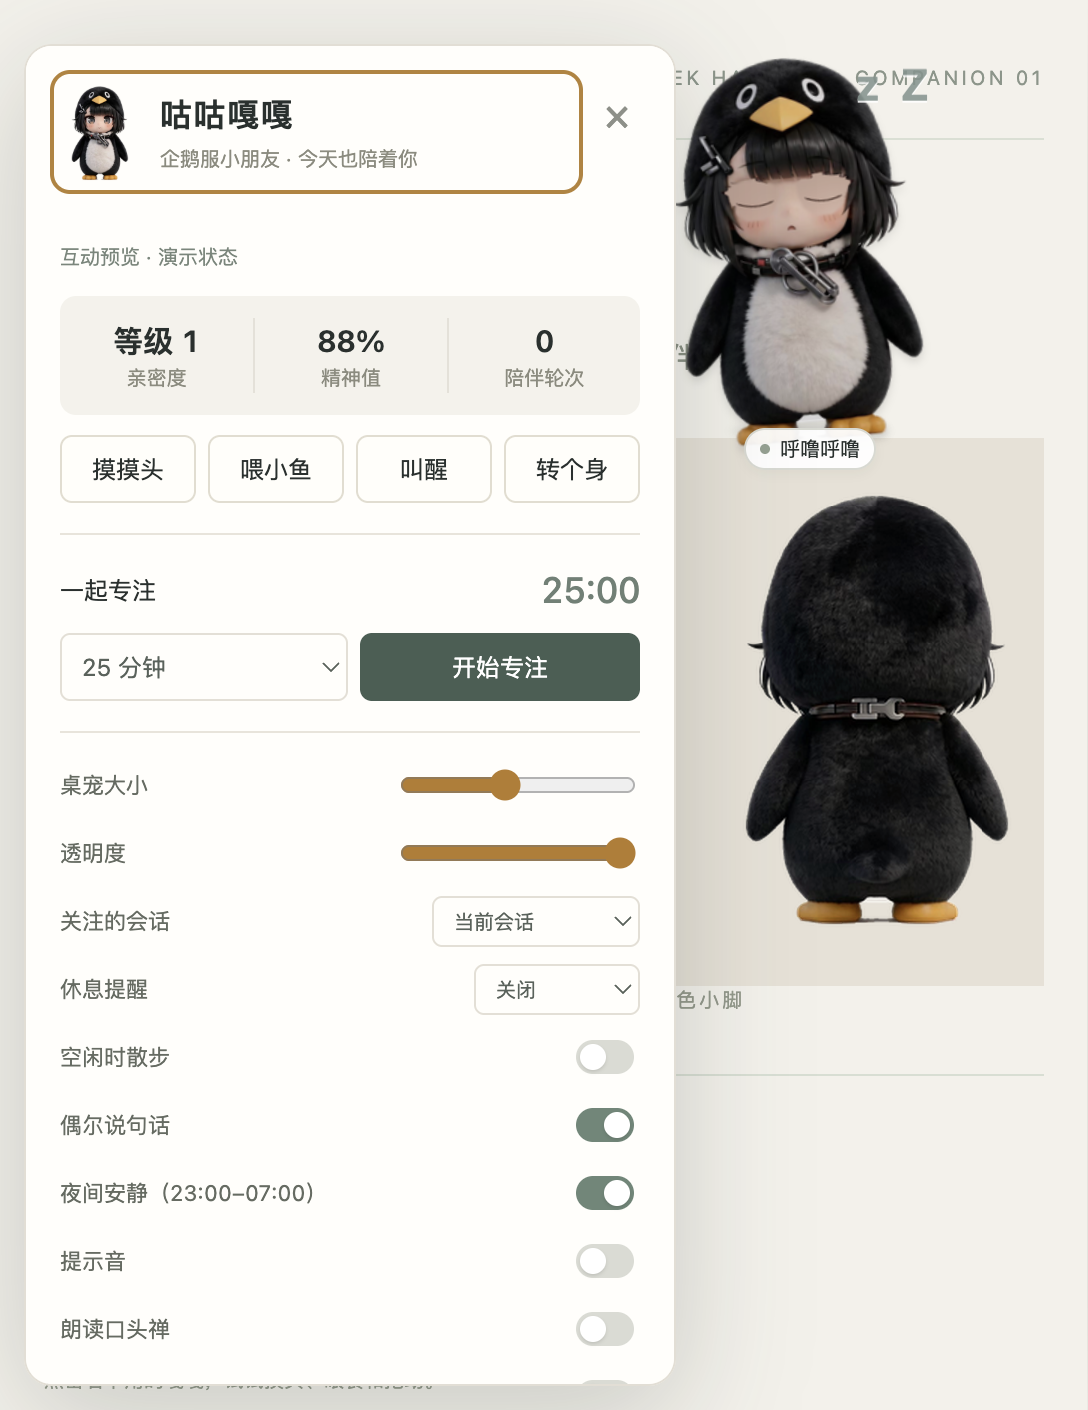 咕咕嘎嘎
企鹅服小朋友 · 今天也陪着你
×
互动预览 · 演示状态
等级 1
亲密度
88%
精神值
0
陪伴轮次
摸摸头
喂小鱼
叫醒
转个身
一起专注
25:00
25 分钟
开始专注
桌宠大小
透明度
关注的会话
当前会话
休息提醒
关闭
空闲时散步
偶尔说句话
夜间安静（23:00–07:00）
提示音
朗读口头禅
COMPANION 01
z Z
呼噜呼噜
色小脚